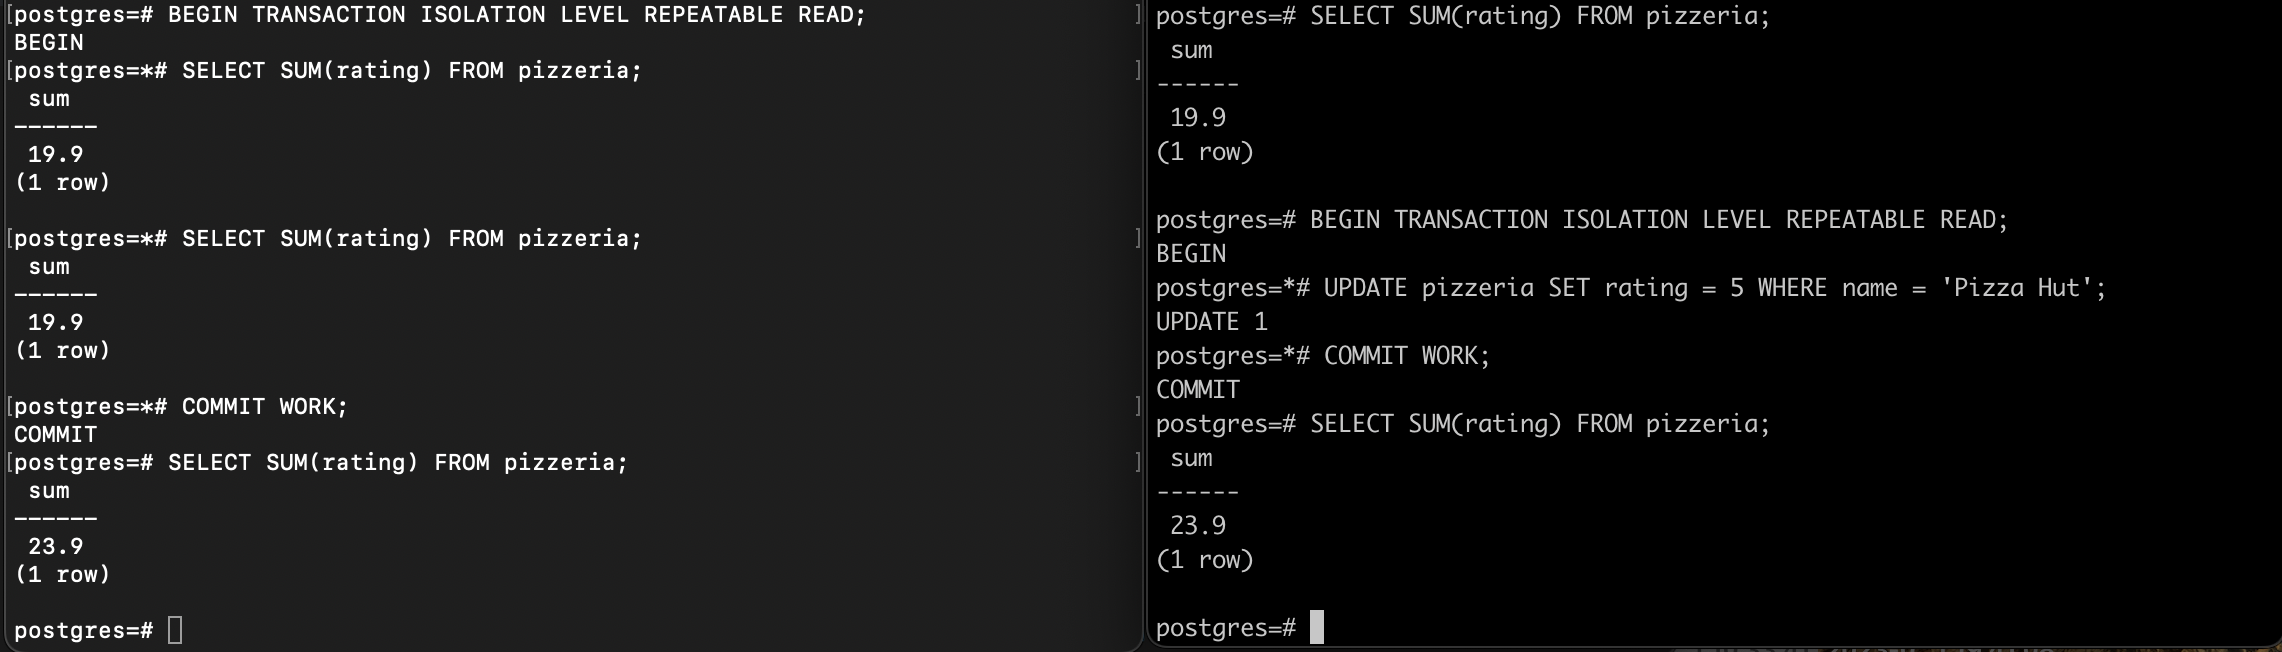 postgres=# BEGIN TRANSACTION ISOLATION LEVEL REPEATABLE READ;
BEGIN
postgres=*# SELECT SUM(rating) FROM pizzeria;
 sum
------
 19.9
(1 row)

postgres=*# SELECT SUM(rating) FROM pizzeria;
 sum
------
 19.9
(1 row)

postgres=*# COMMIT WORK;
COMMIT
postgres=# SELECT SUM(rating) FROM pizzeria;
 sum
------
 23.9
(1 row)

postgres=#
postgres=# SELECT SUM(rating) FROM pizzeria;
 sum
------
 19.9
(1 row)

postgres=# BEGIN TRANSACTION ISOLATION LEVEL REPEATABLE READ;
BEGIN
postgres=*# UPDATE pizzeria SET rating = 5 WHERE name = 'Pizza Hut';
UPDATE 1
postgres=*# COMMIT WORK;
COMMIT
postgres=# SELECT SUM(rating) FROM pizzeria;
 sum
------
 23.9
(1 row)

postgres=#